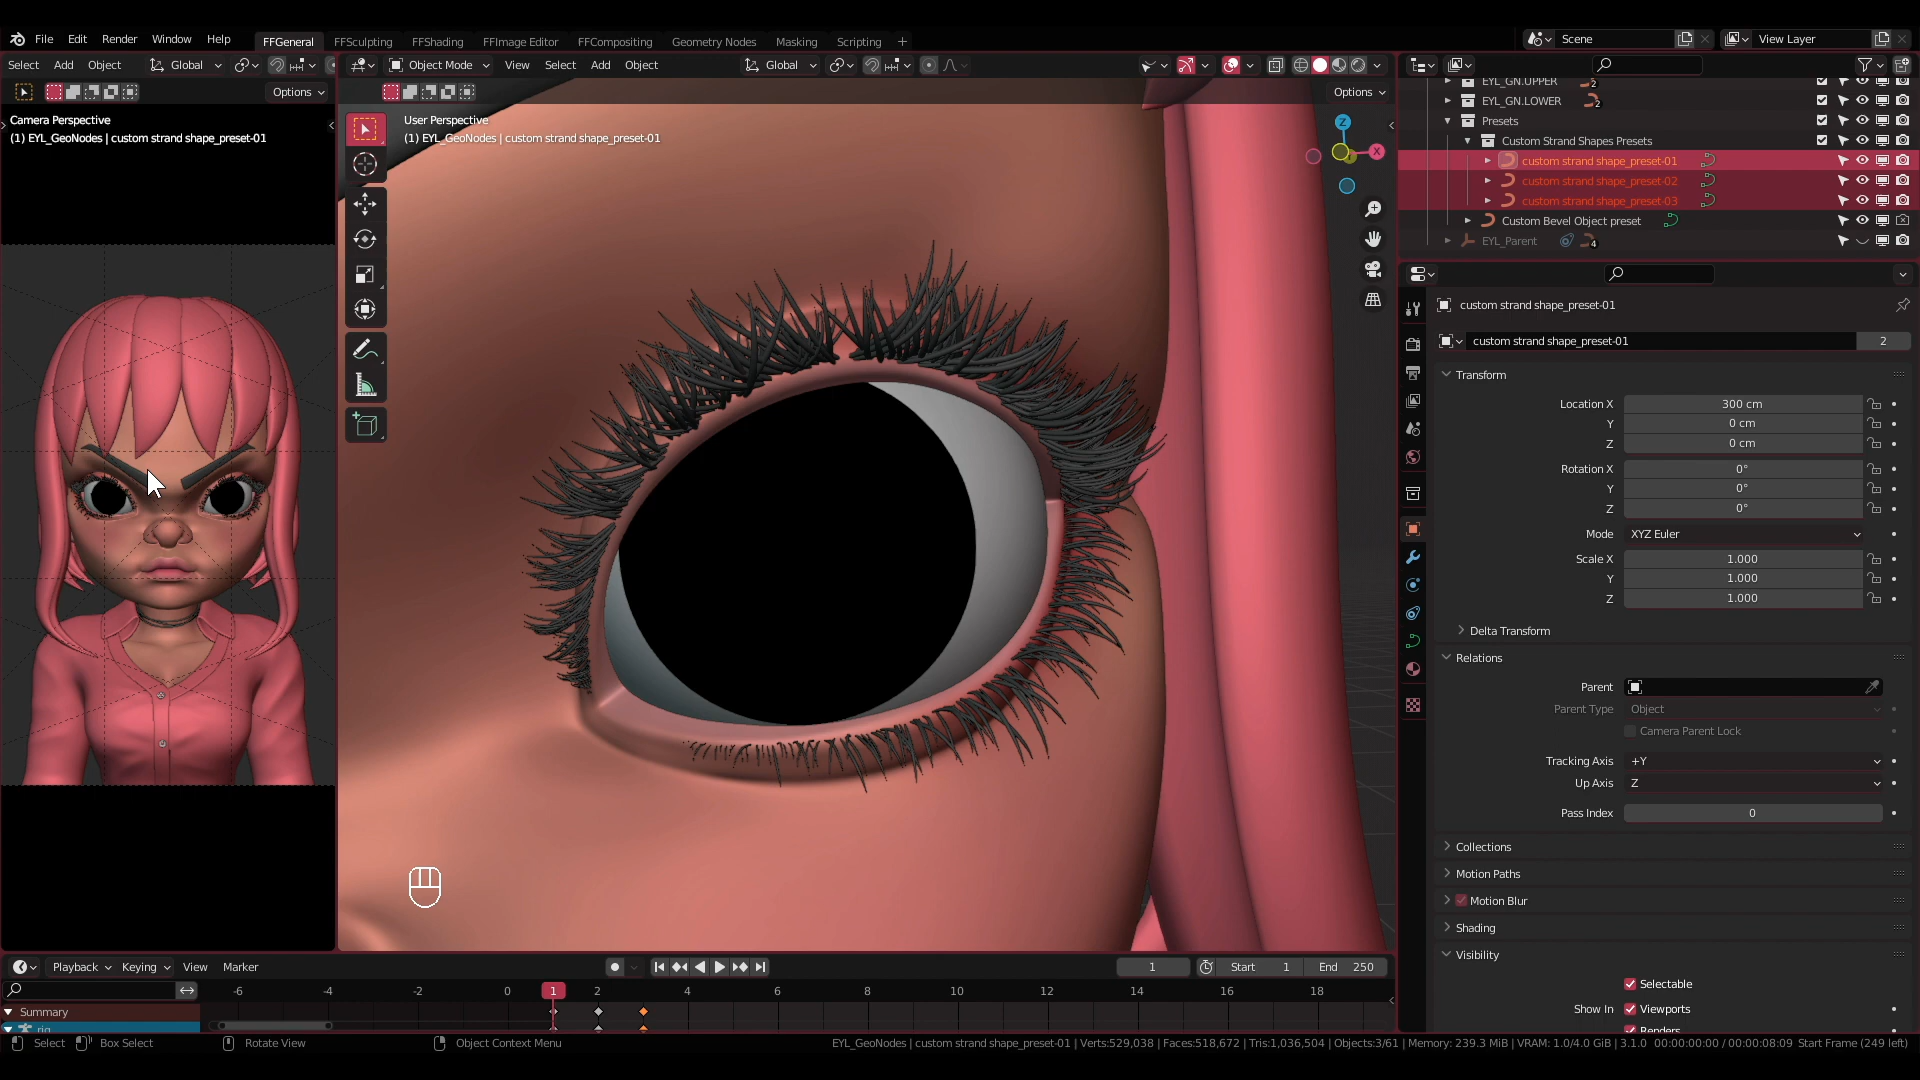 File Edit Render Window Help FFGeneral FFSculpting FFShading FFImage Editor FFCompositing Geometry Nodes Masking Scripting + Scene View Layer
Select Add Object Global Object Mode View Select Add Object Global
Options Options
Camera Perspective
(1) EYL_GeoNodes | custom strand shape_preset-01
User Perspective
(1) EYL_GeoNodes | custom strand shape_preset-01
Z
X
EYL_GN.UPPER 2
EYL_GN.LOWER 2
Presets
Custom Strand Shapes Presets
custom strand shape_preset-01
custom strand shape_preset-02
custom strand shape_preset-03
Custom Bevel Object preset
EYL_Parent 4
custom strand shape_preset-01
custom strand shape_preset-01 2
Transform
Location X 300 cm
Y 0 cm
Z 0 cm
Rotation X 0°
Y 0°
Z 0°
Mode XYZ Euler
Scale X 1.000
Y 1.000
Z 1.000
Delta Transform
Relations
Parent
Parent Type Object
Camera Parent Lock
Tracking Axis +Y
Up Axis Z
Pass Index 0
Collections
Motion Paths
Motion Blur
Shading
Visibility
Selectable
Show In Viewports
Renders
Playback Keying View Marker 1 Start 1 End 250
-6 -4 -2 0 1 2 4 6 8 10 12 14 16 18
Summary
rig
Select Box Select Rotate View Object Context Menu EYL_GeoNodes | custom strand shape_preset-01 | Verts:529,038 | Faces:518,672 | Tris:1,036,504 | Objects:3/61 | Memory: 239.3 MiB | VRAM: 1.0/4.0 GiB | 3.1.0 00:00:00:00 / 00:00:08:09 Start Frame (249 left)